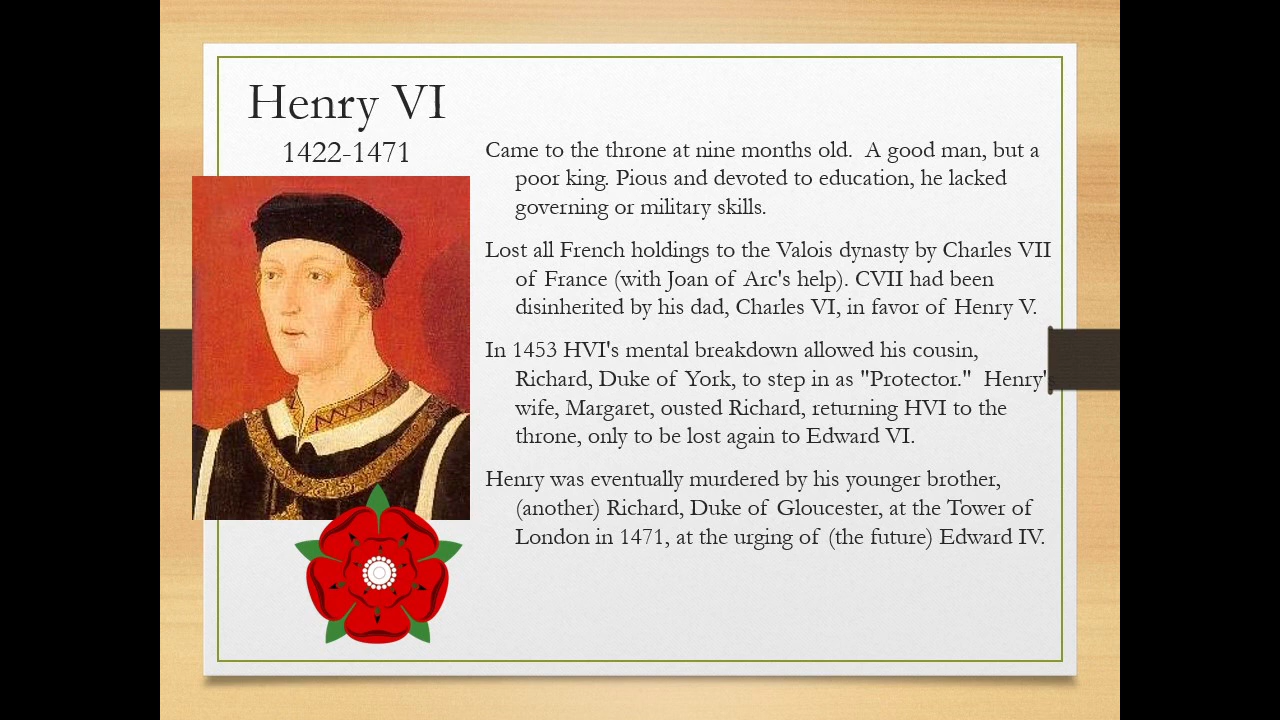 Henry VI
1422-1471
Came to the throne at nine months old.  A good man, but a
poor king. Pious and devoted to education, he lacked
governing or military skills.
Lost all French holdings to the Valois dynasty by Charles VII
of France (with Joan of Arc's help). CVII had been
disinherited by his dad, Charles VI, in favor of Henry V.
In 1453 HVI's mental breakdown allowed his cousin,
Richard, Duke of York, to step in as "Protector."  Henry's
wife, Margaret, ousted Richard, returning HVI to the
throne, only to be lost again to Edward VI.
Henry was eventually murdered by his younger brother,
(another) Richard, Duke of Gloucester, at the Tower of
London in 1471, at the urging of (the future) Edward IV.